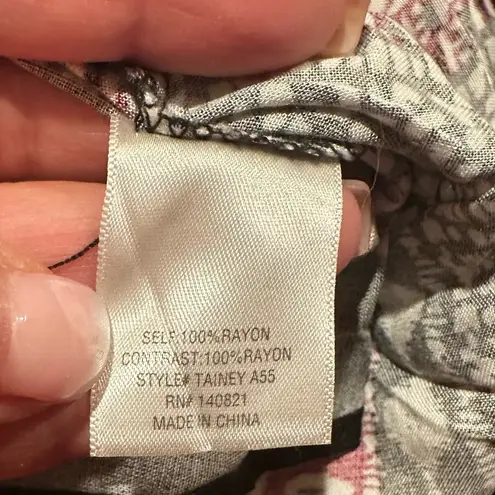 SELF:100%RAYON
CONTRAST:100%RAYON
STYLE# TAINEY A55
RN# 140821
MADE IN CHINA